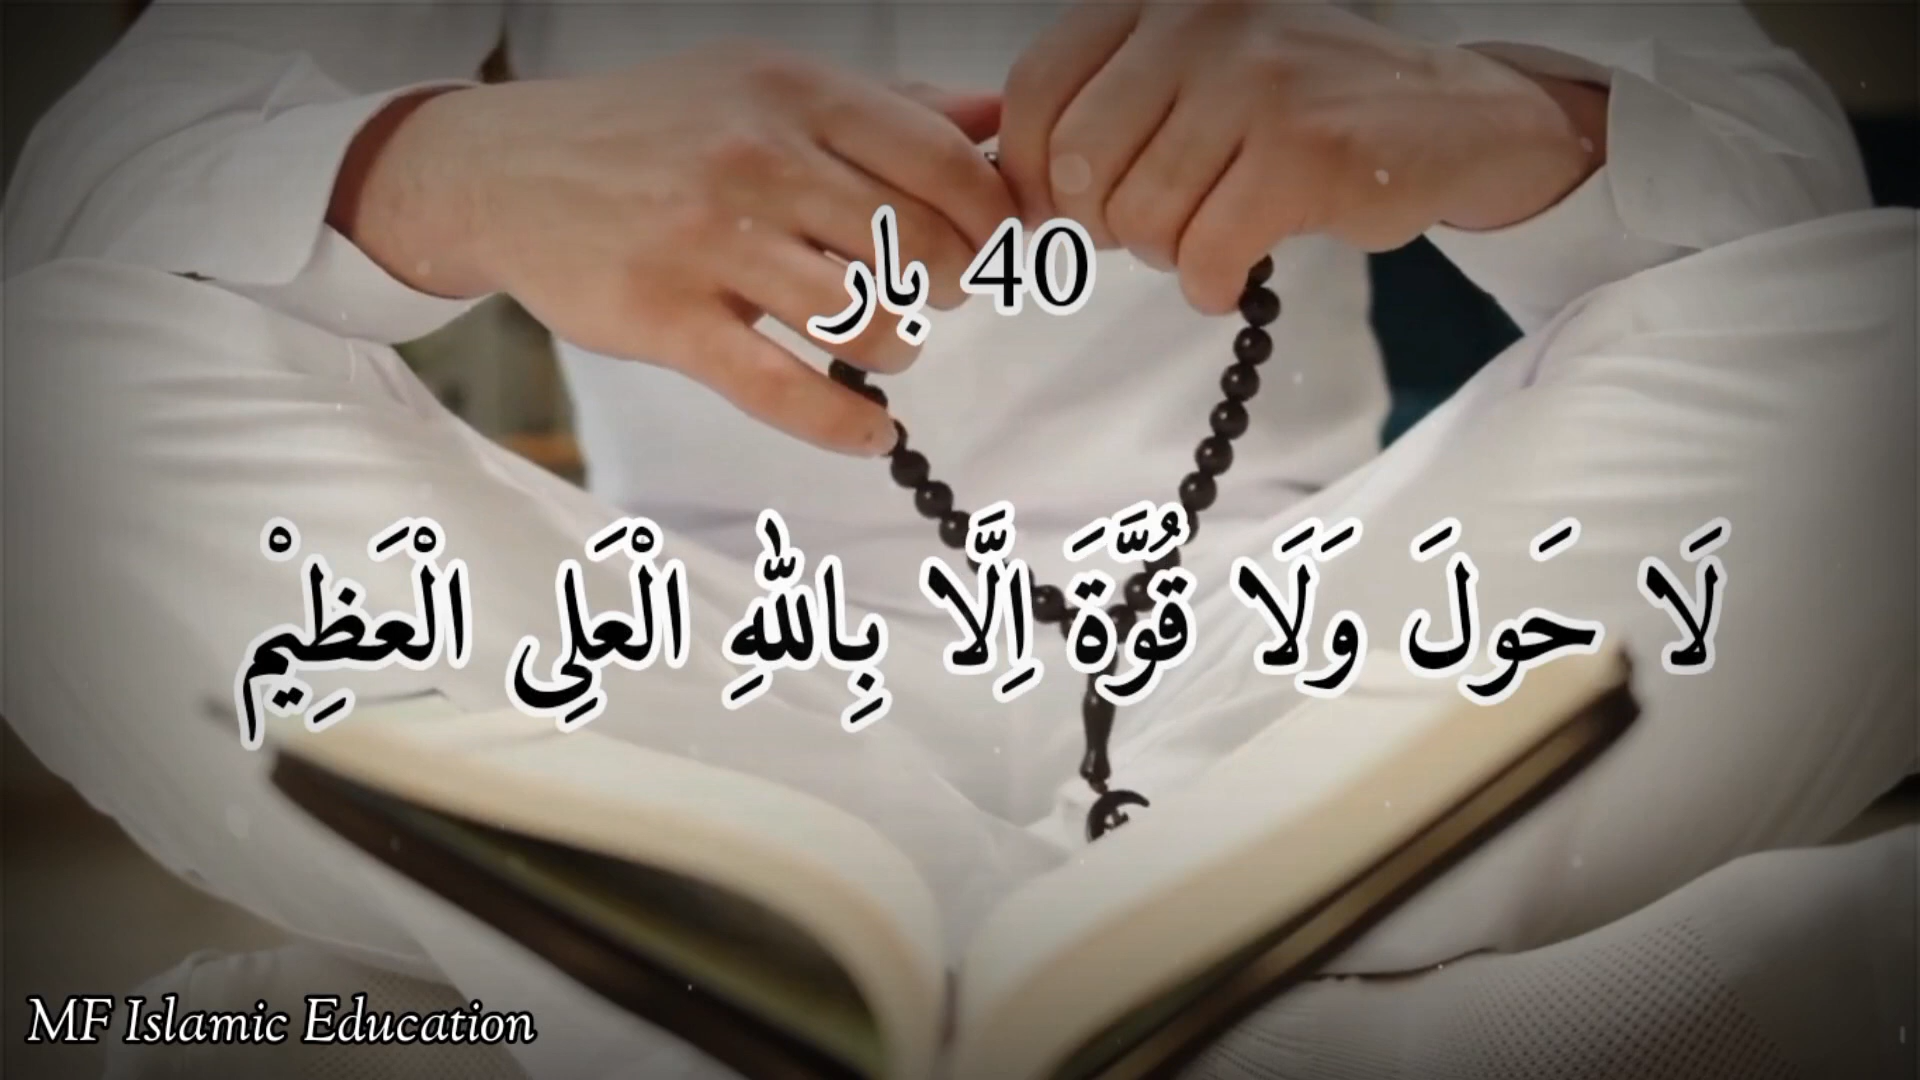 40 بار
لَا حَولَ وَلَا قُوَّةَ اِلَّا بِاللّٰهِ الْعَلِی الْعَظِیْم
MF Islamic Education